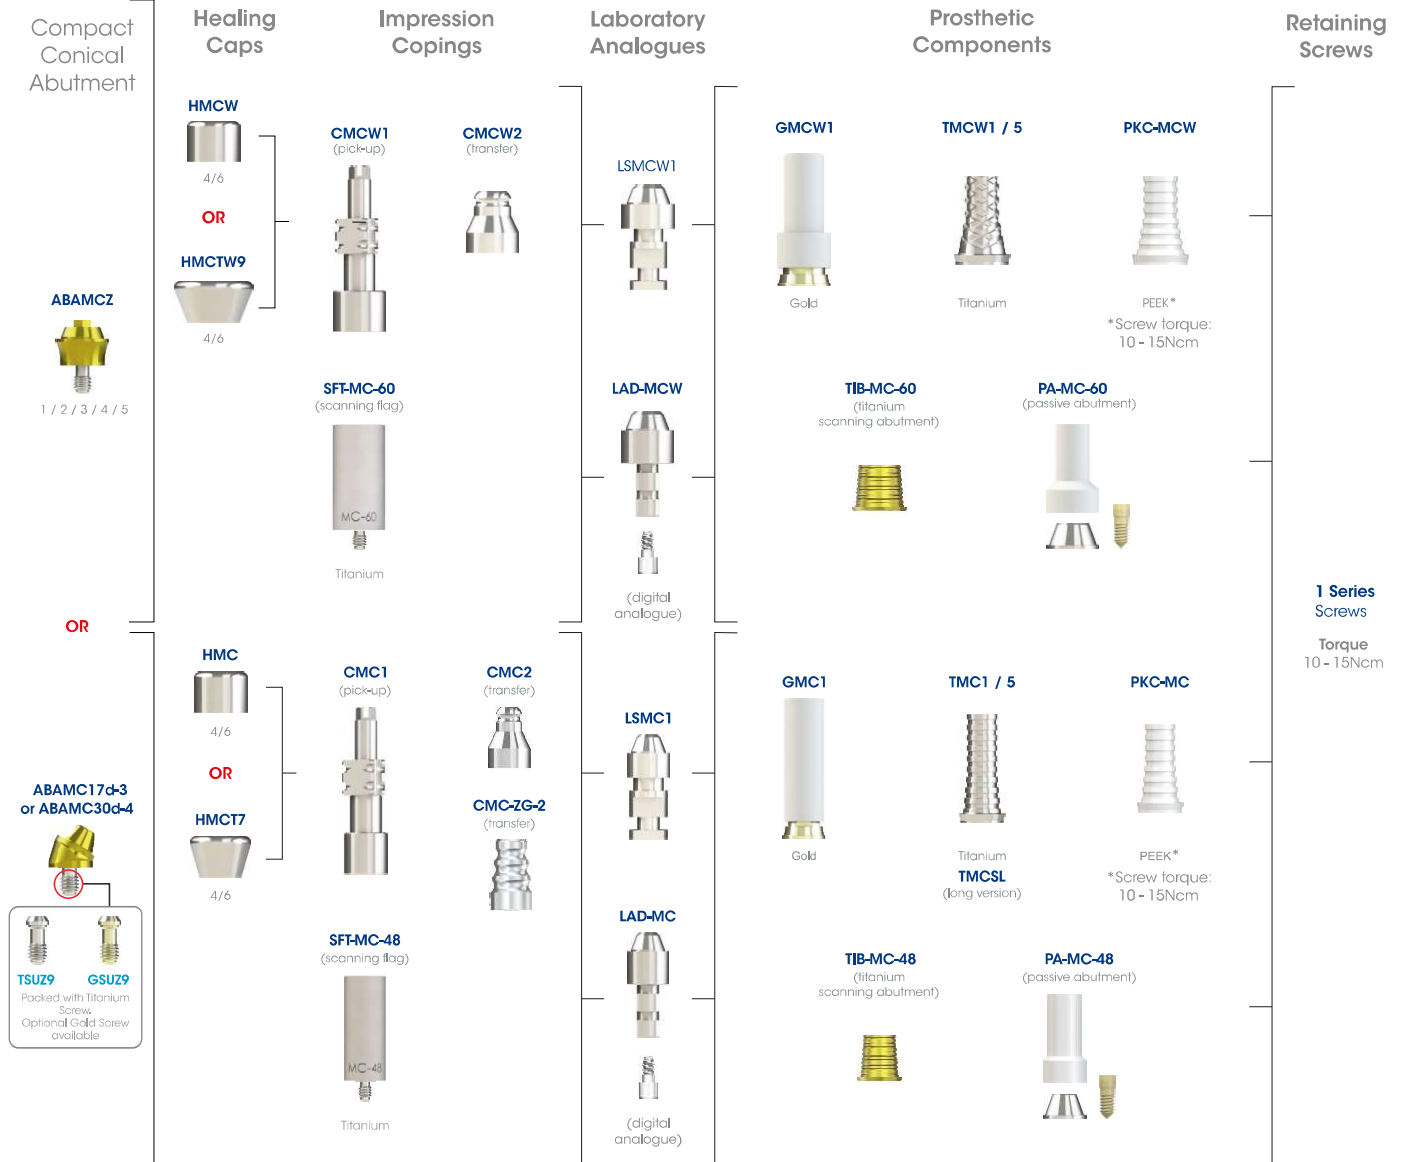 Compact
Conical
Abutment
Healing
Caps
Impression
Copings
Laboratory
Analogues
Prosthetic
Components
Retaining
Screws
ABAMCZ
1 / 2 / 3 / 4 / 5
HMCW
4/6
OR
HMCTW9
4/6
CMCW1
(pick-up)
CMCW2
(transfer)
SFT-MC-60
(scanning flag)
MC-60
Titanium
LSMCW1
LAD-MCW
(digital
analogue)
GMCW1
Gold
TMCW1 / 5
Titanium
PKC-MCW
PEEK*
*Screw torque:
10 - 15Ncm
TIB-MC-60
(titanium
scanning abutment)
PA-MC-60
(passive abutment)
1 Series
Screws
Torque
10 - 15Ncm
OR
ABAMC17d-3
or ABAMC30d-4
TSUZ9
GSUZ9
Packed with Titanium
Screw.
Optional Gold Screw
available
HMC
4/6
OR
HMCT7
4/6
CMC1
(pick-up)
CMC2
(transfer)
CMC-ZG-2
(transfer)
SFT-MC-48
(scanning flag)
MC-48
Titanium
LSMC1
LAD-MC
(digital
analogue)
GMC1
Gold
TMC1 / 5
Titanium
TMCSL
(long version)
PKC-MC
PEEK*
*Screw torque:
10 - 15Ncm
TIB-MC-48
(titanium
scanning abutment)
PA-MC-48
(passive abutment)